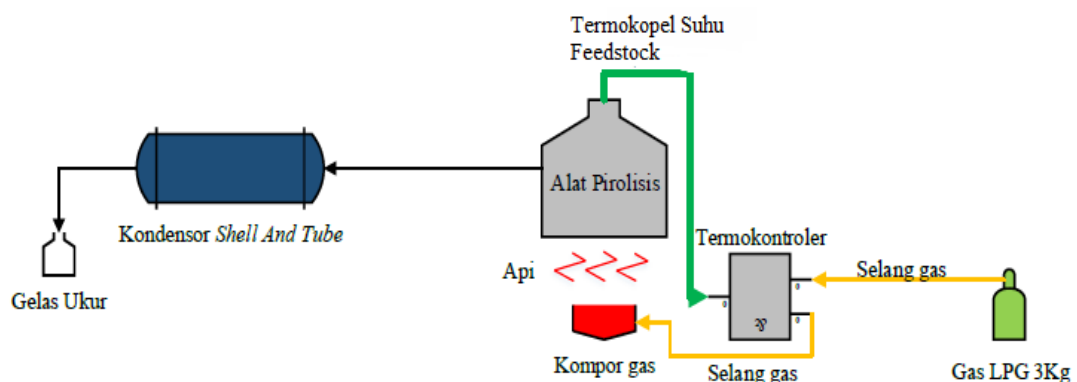 Termokopel Suhu
Feedstock
Alat Pirolisis
Kondensor Shell And Tube
Termokontroler
Api
Selang gas
Gelas Ukur
Kompor gas
Selang gas
Gas LPG 3Kg